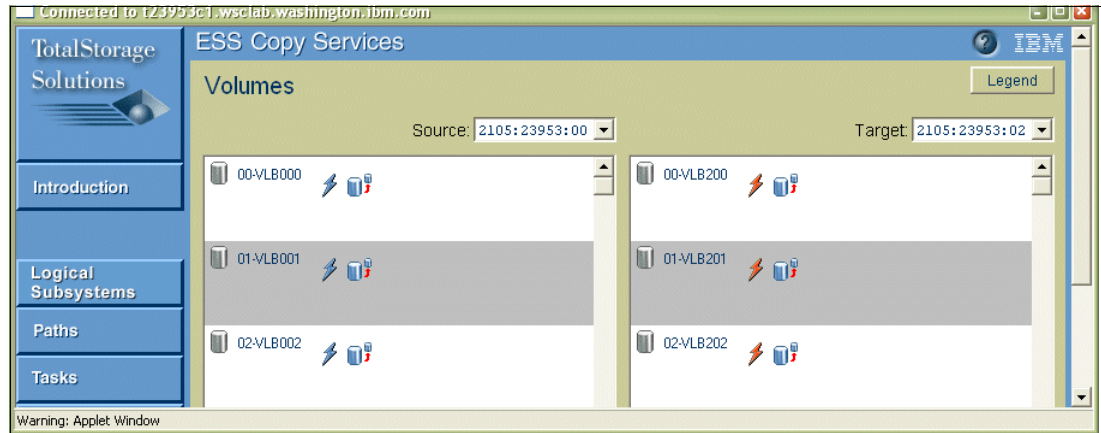 Connected to t23953c1.wsclab.washington.ibm.com
TotalStorage
Solutions
ESS Copy Services
? IBM
Volumes
Legend
Source: 2105:23953:00
Target: 2105:23953:02
Introduction
Logical
Subsystems
Paths
Tasks
00-VLB000
00-VLB200
01-VLB001
01-VLB201
02-VLB002
02-VLB202
Warning: Applet Window